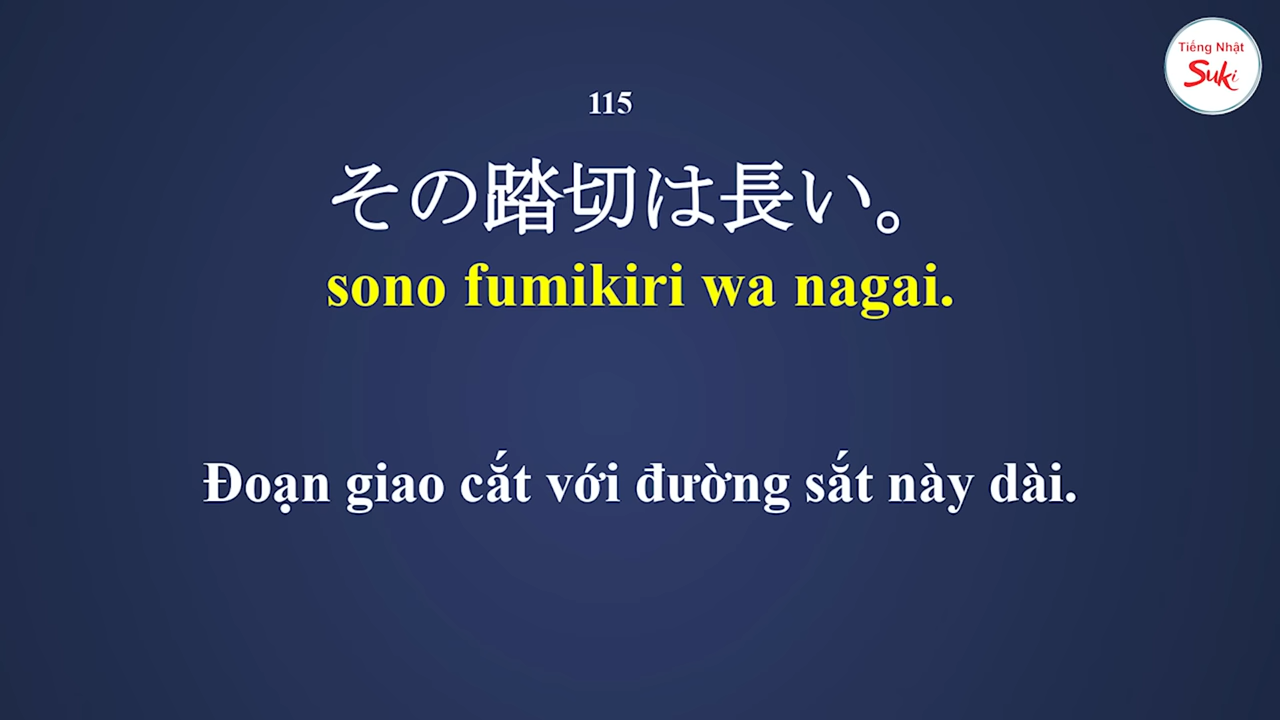 Tiếng Nhật
Suki
115
その踏切は長い。
sono fumikiri wa nagai.
Đoạn giao cắt với đường sắt này dài.